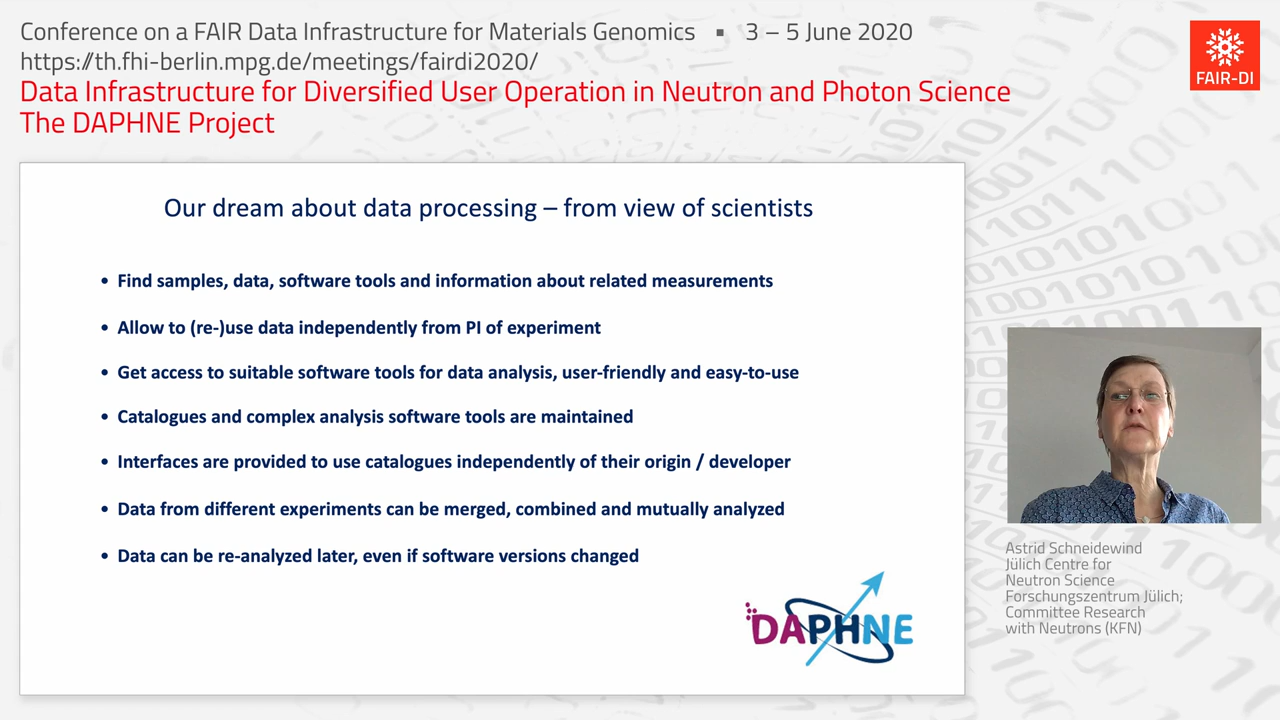 Conference on a FAIR Data Infrastructure for Materials Genomics ▪ 3 – 5 June 2020
https://th.fhi-berlin.mpg.de/meetings/fairdi2020/
Data Infrastructure for Diversified User Operation in Neutron and Photon Science
The DAPHNE Project
FAIR-DI
Our dream about data processing – from view of scientists
• Find samples, data, software tools and information about related measurements
• Allow to (re-)use data independently from PI of experiment
• Get access to suitable software tools for data analysis, user-friendly and easy-to-use
• Catalogues and complex analysis software tools are maintained
• Interfaces are provided to use catalogues independently of their origin / developer
• Data from different experiments can be merged, combined and mutually analyzed
• Data can be re-analyzed later, even if software versions changed
DAPHNE
Astrid Schneidewind
Jülich Centre for
Neutron Science
Forschungszentrum Jülich;
Committee Research
with Neutrons (KFN)